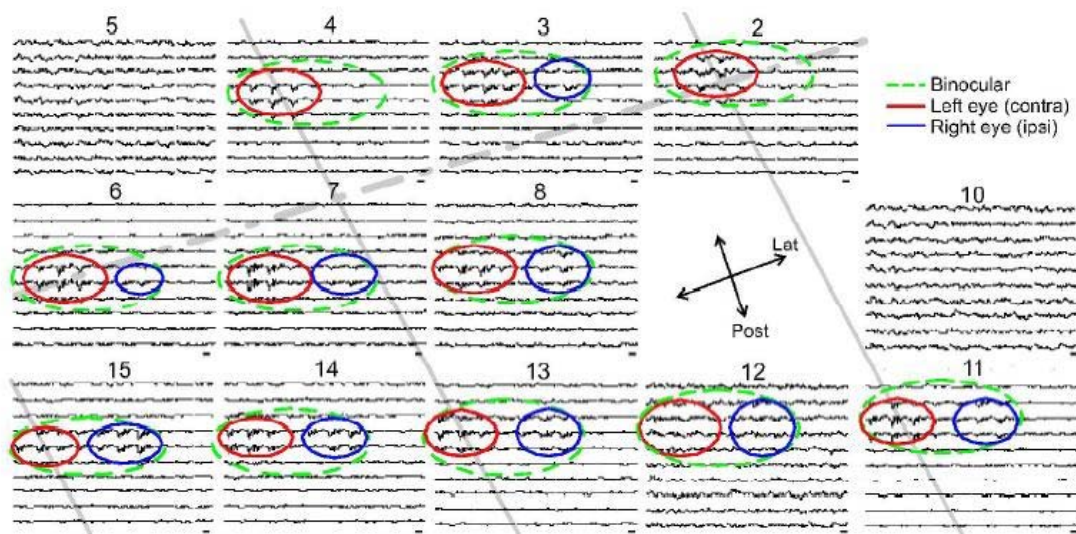 5 4 3 2
Binocular
Left eye (contra)
Right eye (ipsi)
6 7 8 10
Lat
Post
15 14 13 12 11